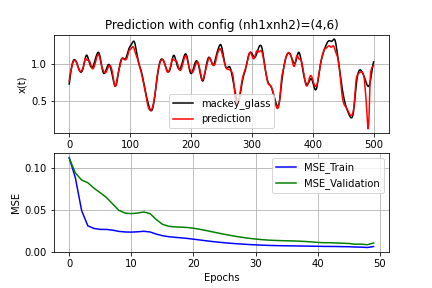 Prediction with config (nh1xnh2)=(4,6)
x(t)
1.0
0.5
mackey_glass
prediction
0 100 200 300 400 500
MSE
0.10
0.05
0.00
MSE_Train
MSE_Validation
0 10 20 30 40 50
Epochs